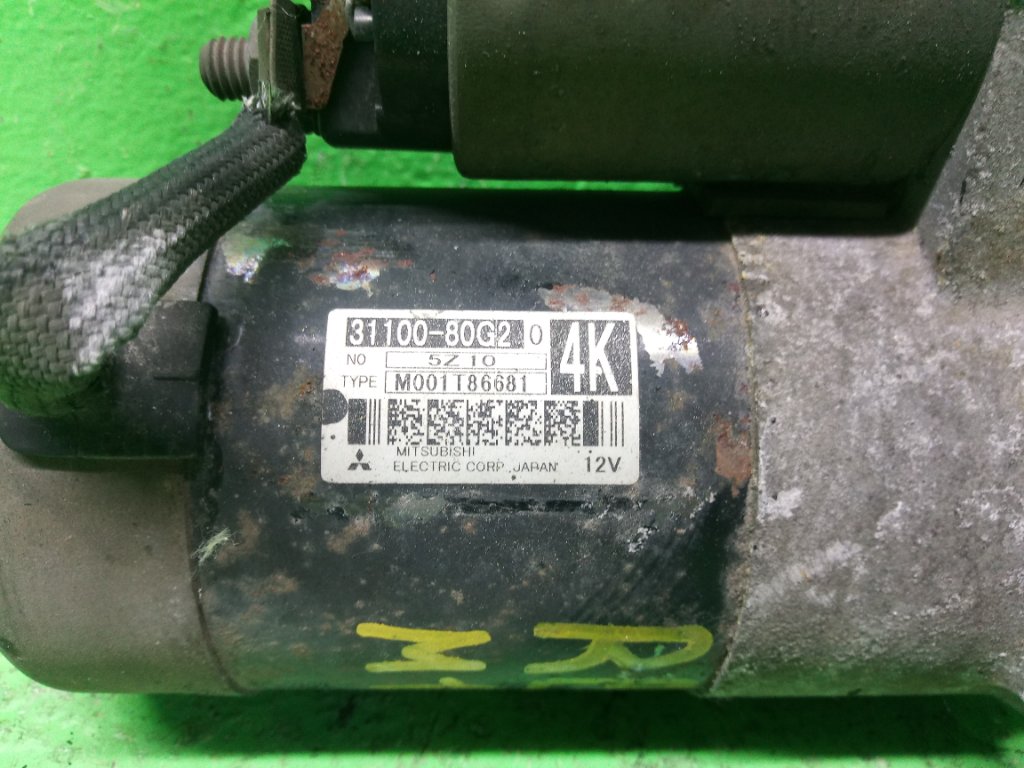 31100-80G2 0
4K
NO 5Z10
TYPE M001T86681
MITSUBISHI
ELECTRIC CORP. JAPAN 12V